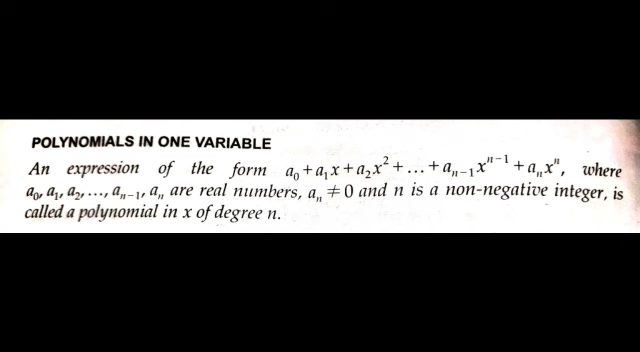 POLYNOMIALS IN ONE VARIABLE
An expression of the form a₀+a₁x+a₂x²+...+aₙ₋₁xⁿ⁻¹+aₙxⁿ, where
a₀, a₁, a₂, ..., aₙ₋₁, aₙ are real numbers, aₙ ≠ 0 and n is a non-negative integer, is
called a polynomial in x of degree n.